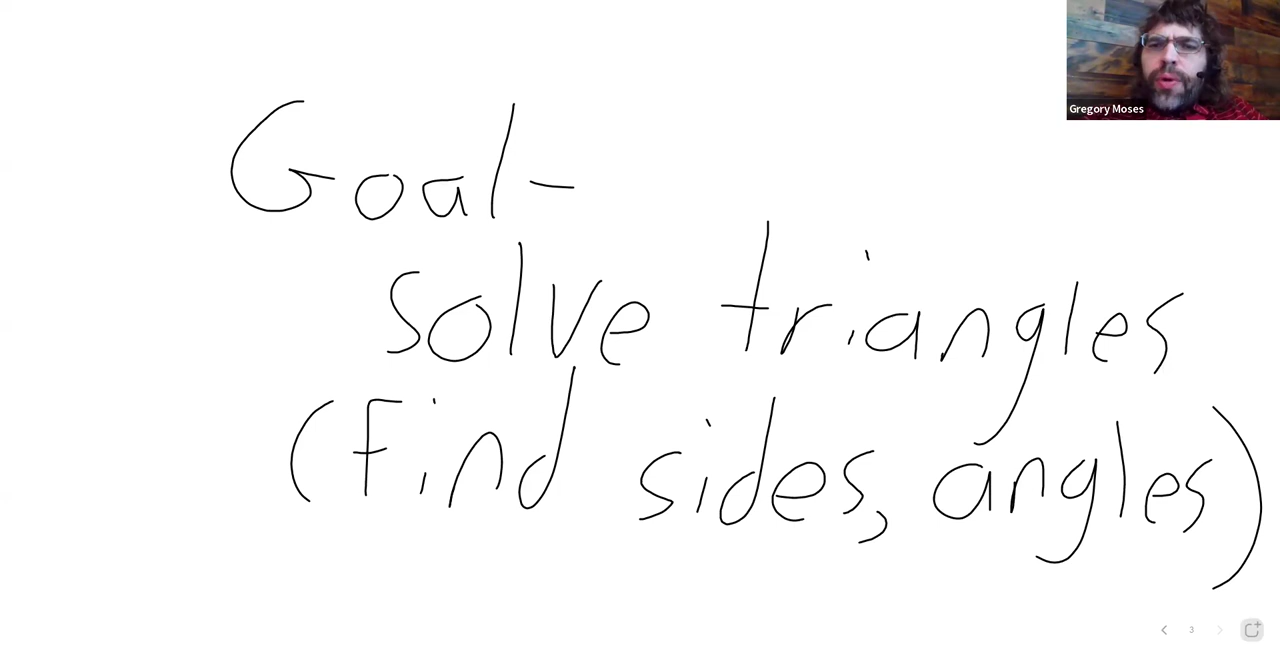 Gregory Moses
Goal-
solve triangles
(find sides, angles)
3